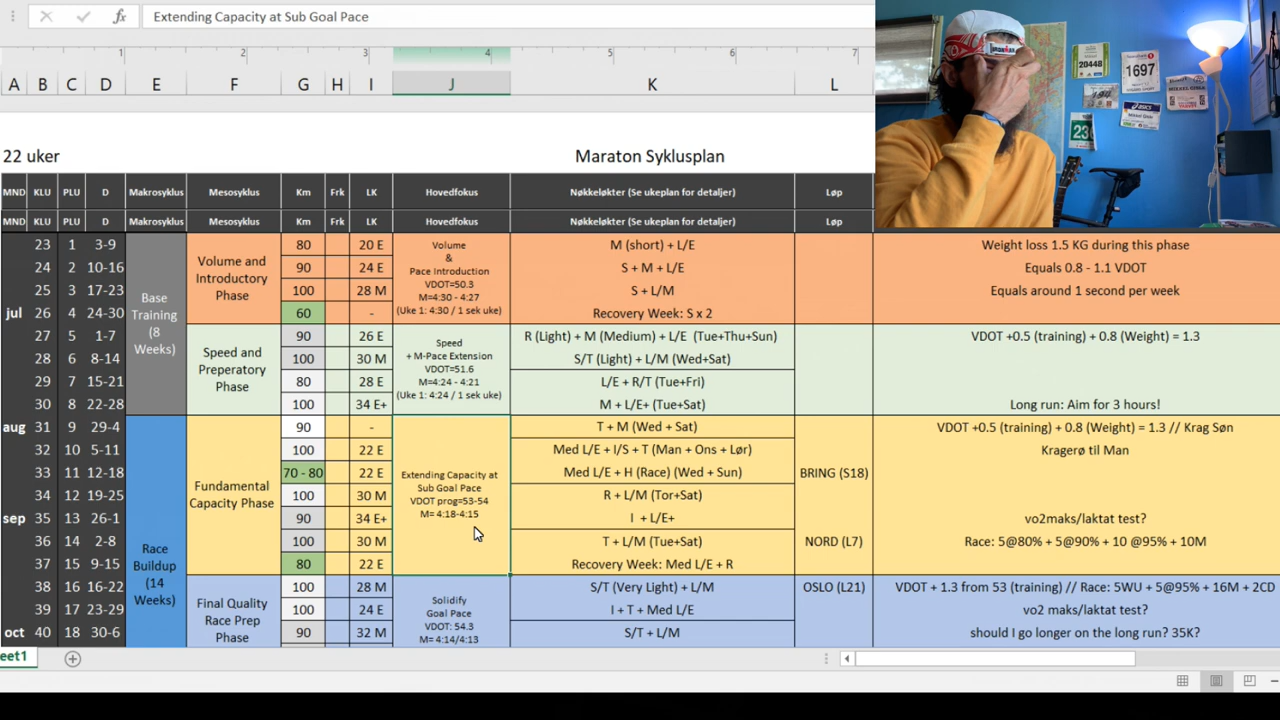 Extending Capacity at Sub Goal Pace
1 2 3 4 5 6 7
A B C D E F G H I J K L
22 uker Maraton Syklusplan
MND KLU PLU D Makrosyklus Mesosyklus Km Frk LK Hovedfokus Nøkkeløkter (Se ukeplan for detaljer) Løp
MND KLU PLU D Makrosyklus Mesosyklus Km Frk LK Hovedfokus Nøkkeløkter (Se ukeplan for detaljer) Løp
23 1 3-9 80 20 E M (short) + L/E Weight loss 1.5 KG during this phase
24 2 10-16 90 24 E S + M + L/E Equals 0.8 - 1.1 VDOT
25 3 17-23 100 28 M S + L/M Equals around 1 second per week
jul 26 4 24-30 60 - Recovery Week: S x 2
Base
Training
(8
Weeks)
Volume and
Introductory
Phase
Volume
&
Pace Introduction
VDOT=50.3
M=4:30 - 4:27
(Uke 1: 4:30 / 1 sek uke)
27 5 1-7 90 26 E R (Light) + M (Medium) + L/E (Tue+Thu+Sun) VDOT +0.5 (training) + 0.8 (Weight) = 1.3
28 6 8-14 100 30 M S/T (Light) + L/M (Wed+Sat)
29 7 15-21 80 28 E L/E + R/T (Tue+Fri)
30 8 22-28 100 34 E+ M + L/E+ (Tue+Sat) Long run: Aim for 3 hours!
Speed and
Preperatory
Phase
Speed
+ M-Pace Extension
VDOT=51.6
M=4:24 - 4:21
(Uke 1: 4:24 / 1 sek uke)
aug 31 9 29-4 90 - T + M (Wed + Sat) VDOT +0.5 (training) + 0.8 (Weight) = 1.3 // Krag Søn
32 10 5-11 100 22 E Med L/E + I/S + T (Man + Ons + Lør) Kragerø til Man
33 11 12-18 70 - 80 22 E Med L/E + H (Race) (Wed + Sun) BRING (S18)
34 12 19-25 100 30 M R + L/M (Tor+Sat)
sep 35 13 26-1 90 34 E+ I + L/E+ vo2maks/laktat test?
36 14 2-8 100 30 M T + L/M (Tue+Sat) NORD (L7) Race: 5@80% + 5@90% + 10 @95% + 10M
37 15 9-15 80 22 E Recovery Week: Med L/E + R
Race
Buildup
(14
Weeks)
Fundamental
Capacity Phase
Extending Capacity at
Sub Goal Pace
VDOT prog=53-54
M= 4:18-4:15
38 16 16-22 100 28 M S/T (Very Light) + L/M OSLO (L21) VDOT + 1.3 from 53 (training) // Race: 5WU + 5@95% + 16M + 2CD
39 17 23-29 100 24 E I + T + Med L/E vo2 maks/laktat test?
oct 40 18 30-6 90 32 M S/T + L/M should I go longer on the long run? 35K?
Final Quality
Race Prep
Phase
Solidify
Goal Pace
VDOT: 54.3
M= 4:14/4:13
eet1
20448
1697
asics